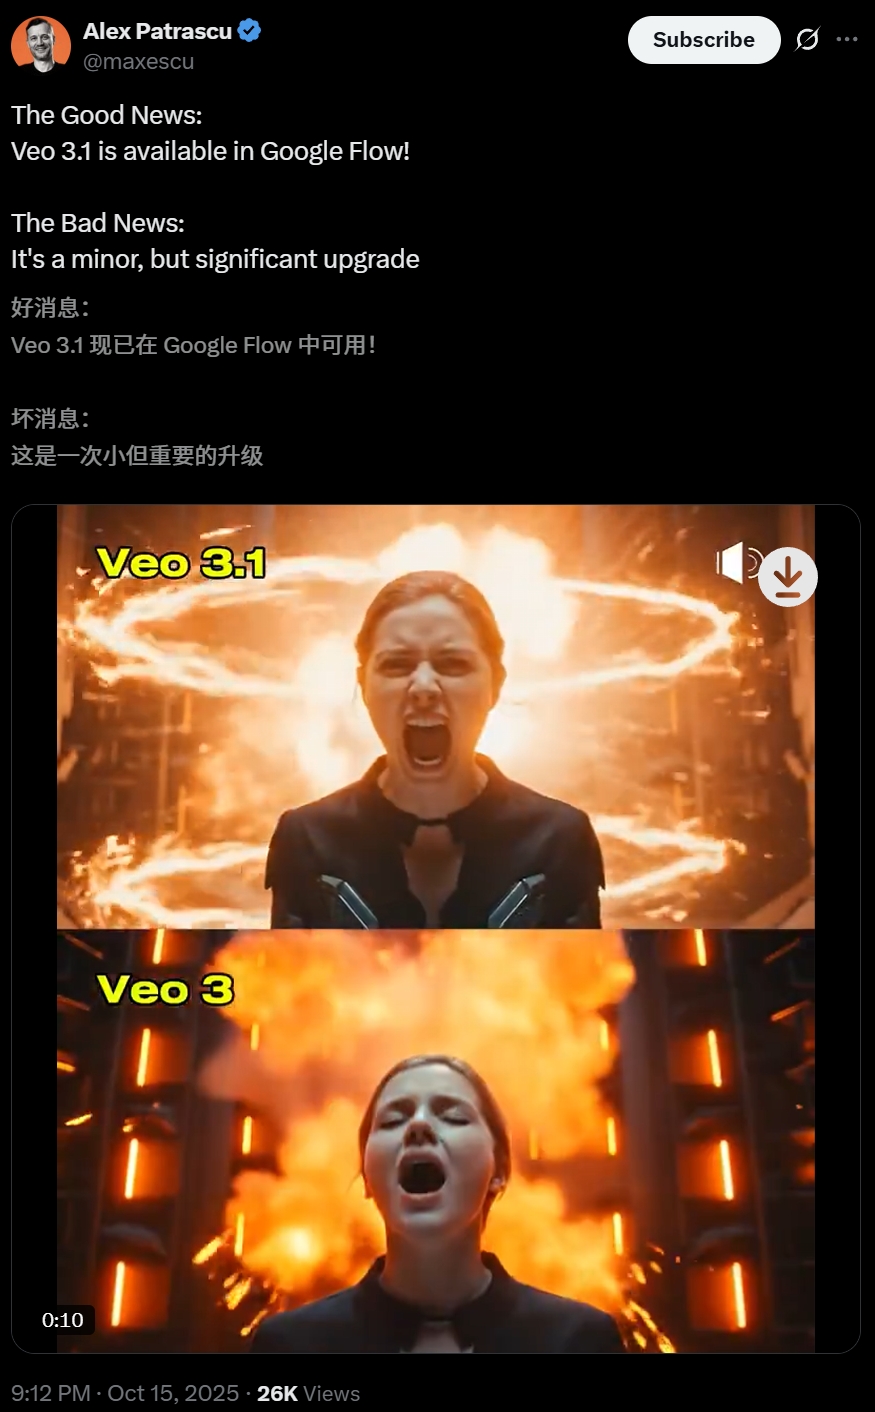 Alex Patrascu
Subscribe
@maxescu
The Good News:
Veo 3.1 is available in Google Flow!
The Bad News:
It's a minor, but significant upgrade
好消息：
Veo 3.1 现已在 Google Flow 中可用！
坏消息：
这是一次小但重要的升级
Veo 3.1
Veo 3
0:10
9:12 PM · Oct 15, 2025 · 26K Views